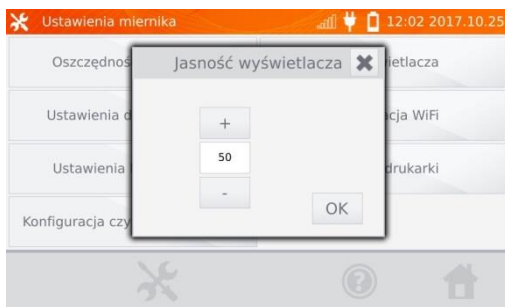 Ustawienia miernika
12:02 2017.10.25
Oszczędnoś
Jasność wyświetlacza
ietlacza
Ustawienia d
+
acja WiFi
50
Ustawienia
drukarki
-
OK
Konfiguracja czy
?